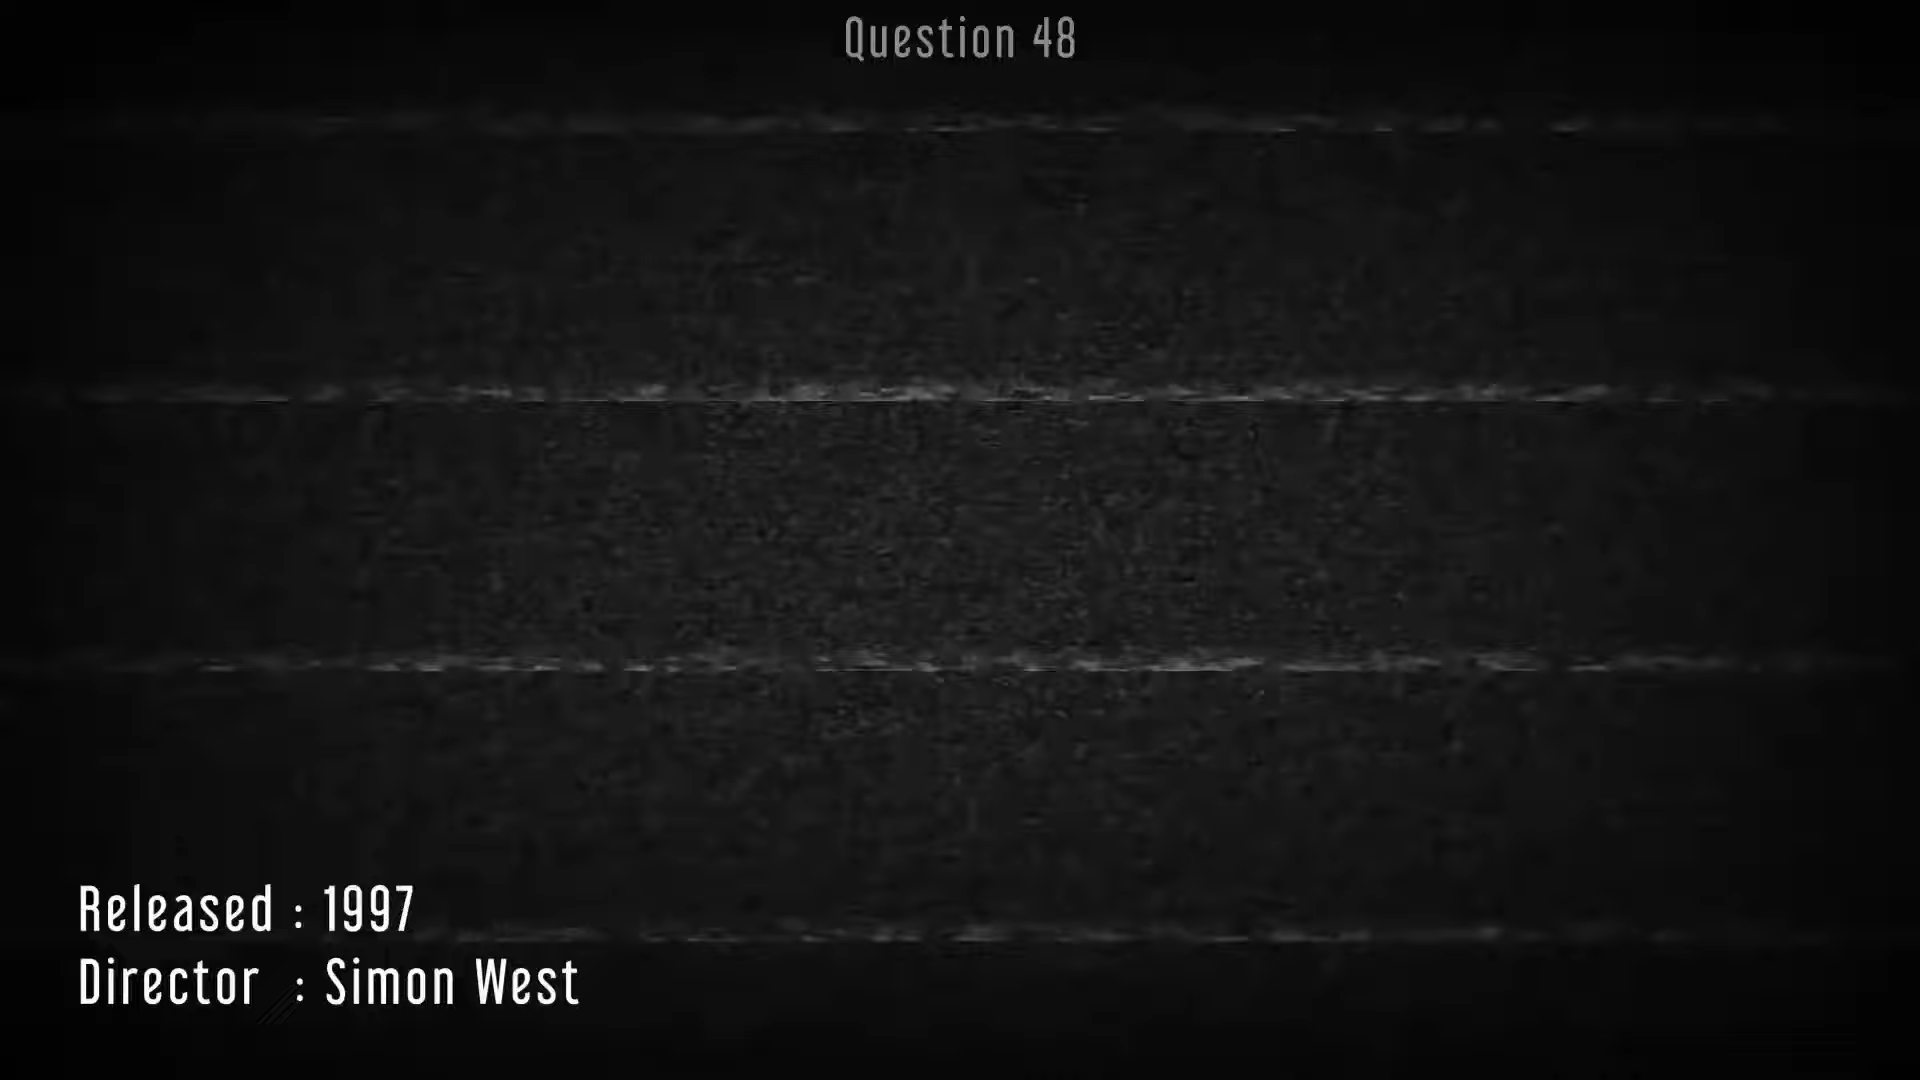 Question 48
Released : 1997
Director : Simon West